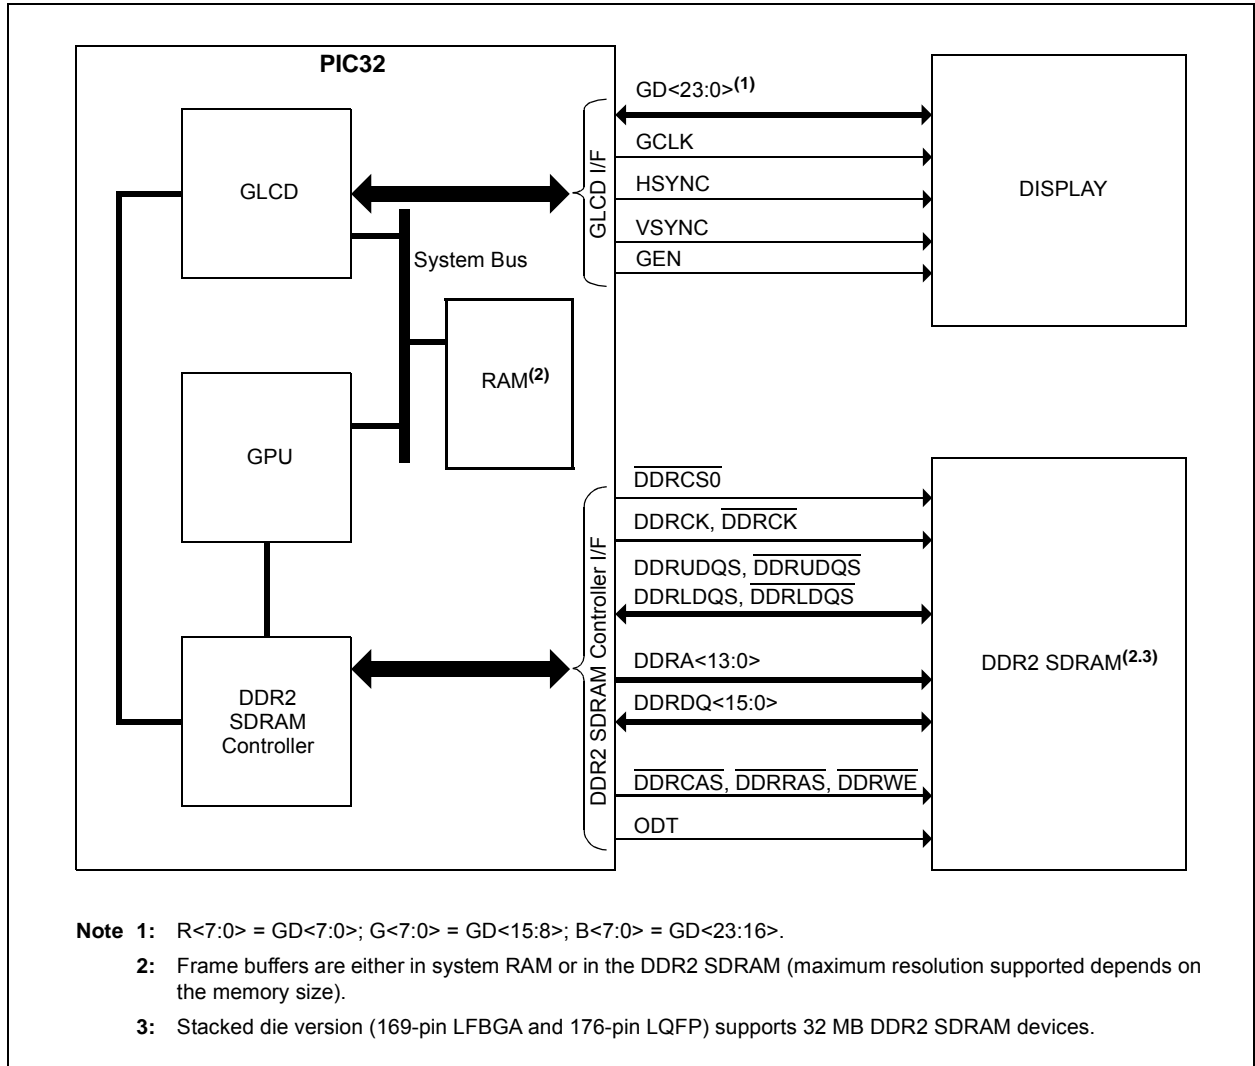 PIC32
GLCD
System Bus
RAM(2)
GPU
DDR2
SDRAM
Controller
GLCD I/F
GD<23:0>(1)
GCLK
HSYNC
VSYNC
GEN
DISPLAY
DDR2 SDRAM Controller I/F
DDRCS0
DDRCK, DDRCK
DDRUDQS, DDRUDQS
DDRLDQS, DDRLDQS
DDRA<13:0>
DDRDQ<15:0>
DDRCAS, DDRRAS, DDRWE
ODT
DDR2 SDRAM(2.3)
Note 1: R<7:0> = GD<7:0>; G<7:0> = GD<15:8>; B<7:0> = GD<23:16>.
2: Frame buffers are either in system RAM or in the DDR2 SDRAM (maximum resolution supported depends on
the memory size).
3: Stacked die version (169-pin LFBGA and 176-pin LQFP) supports 32 MB DDR2 SDRAM devices.